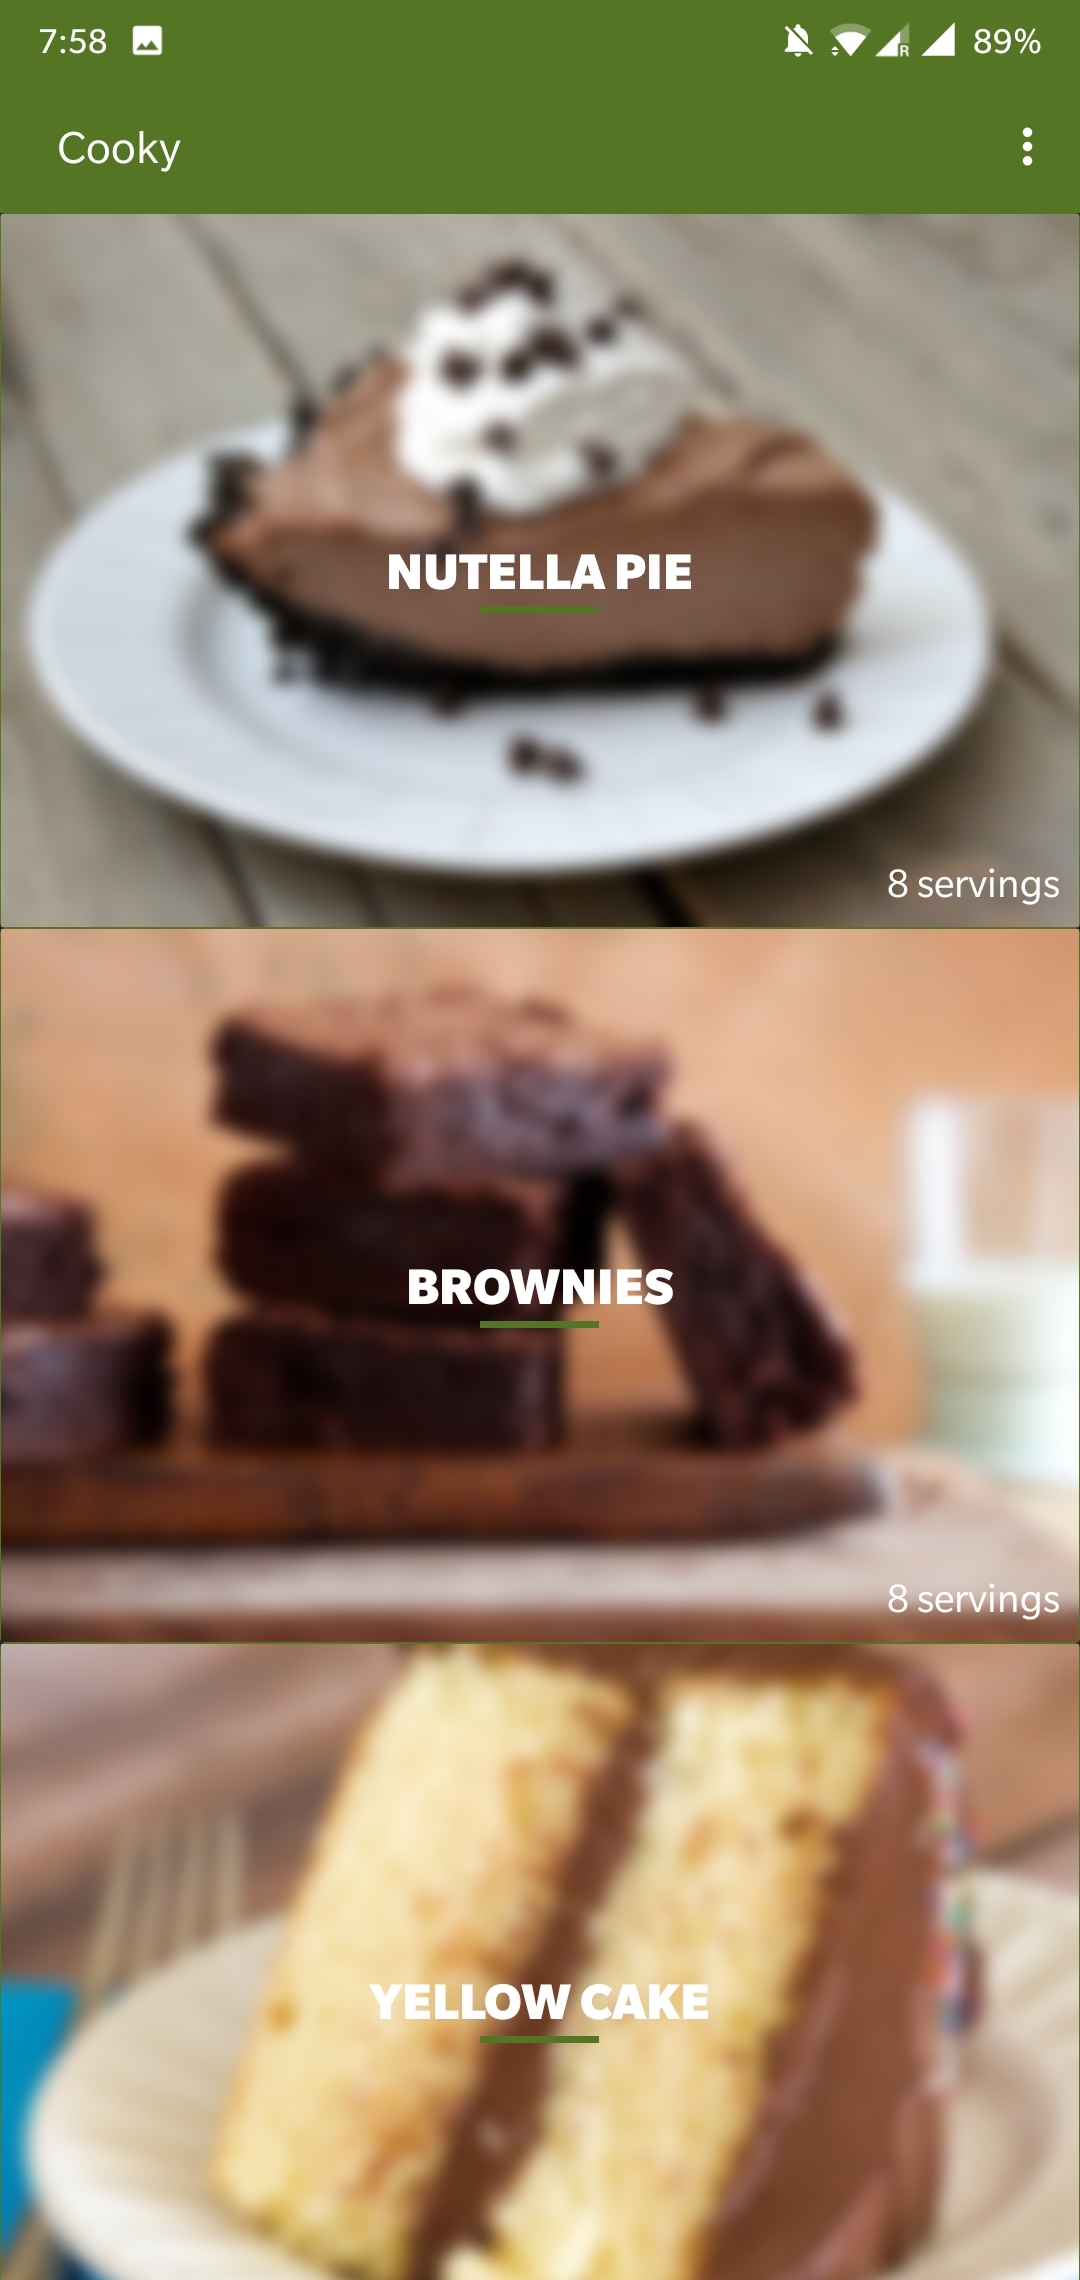 7:58
R
89%
Cooky
NUTELLA PIE
8 servings
BROWNIES
8 servings
YELLOW CAKE